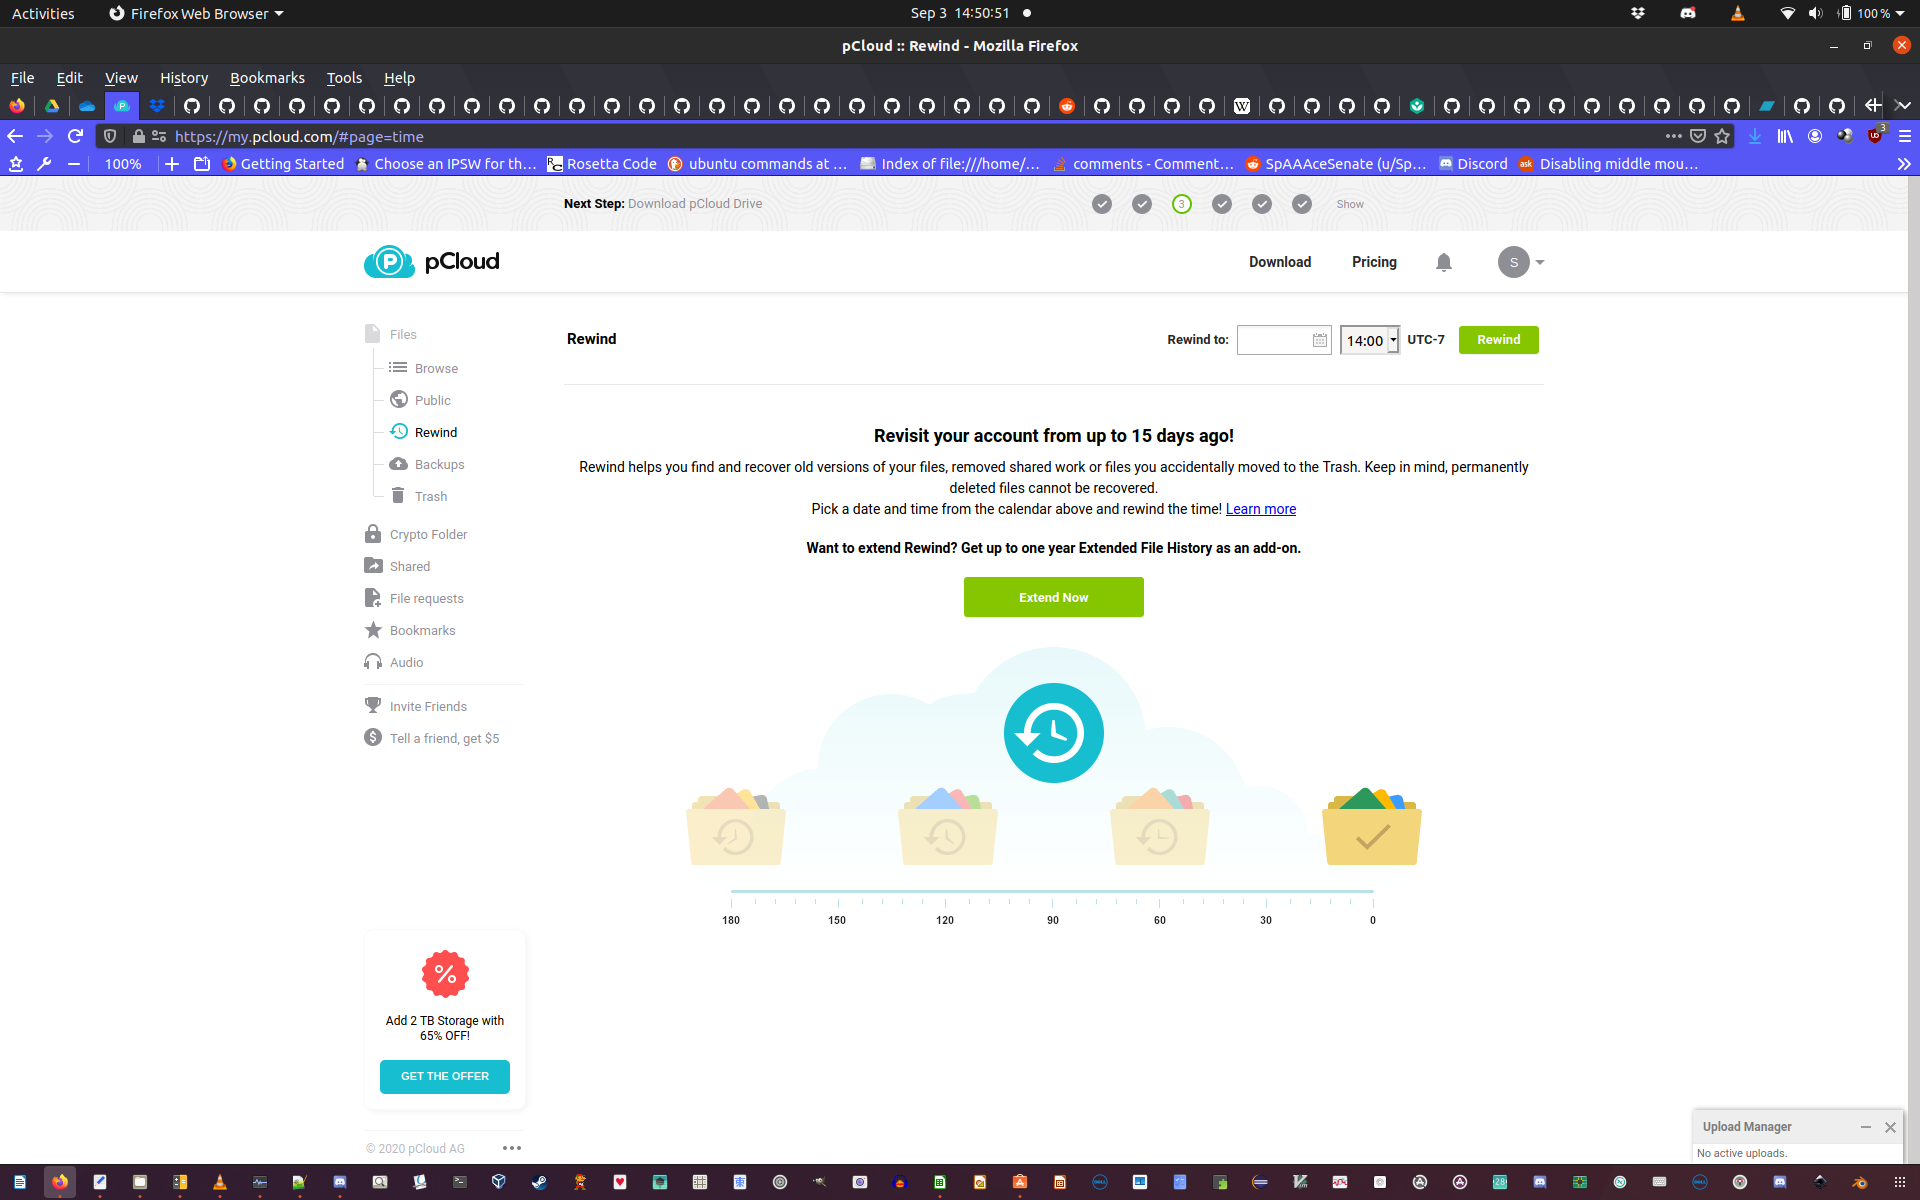 Activities
Firefox Web Browser
Sep 3 14:50:51
100 %
pCloud :: Rewind - Mozilla Firefox
File Edit View History Bookmarks Tools Help
https://my.pcloud.com/#page=time
3
100%
Getting Started
Choose an IPSW for th…
Rosetta Code
ubuntu commands at …
Index of file:///home/…
comments - Comment…
SpAAAceSenate (u/Sp…
Discord
Disabling middle mou…
Next Step: Download pCloud Drive
3
Show
pCloud
Download
Pricing
S
Files
Browse
Public
Rewind
Backups
Trash
Crypto Folder
Shared
File requests
Bookmarks
Audio
Invite Friends
Tell a friend, get $5
Rewind
Rewind to:
14:00
UTC-7
Rewind
Revisit your account from up to 15 days ago!
Rewind helps you find and recover old versions of your files, removed shared work or files you accidentally moved to the Trash. Keep in mind, permanently
deleted files cannot be recovered.
Pick a date and time from the calendar above and rewind the time! Learn more
Want to extend Rewind? Get up to one year Extended File History as an add-on.
Extend Now
180 150 120 90 60 30 0
%
Add 2 TB Storage with
65% OFF!
GET THE OFFER
© 2020 pCloud AG
Upload Manager
No active uploads.